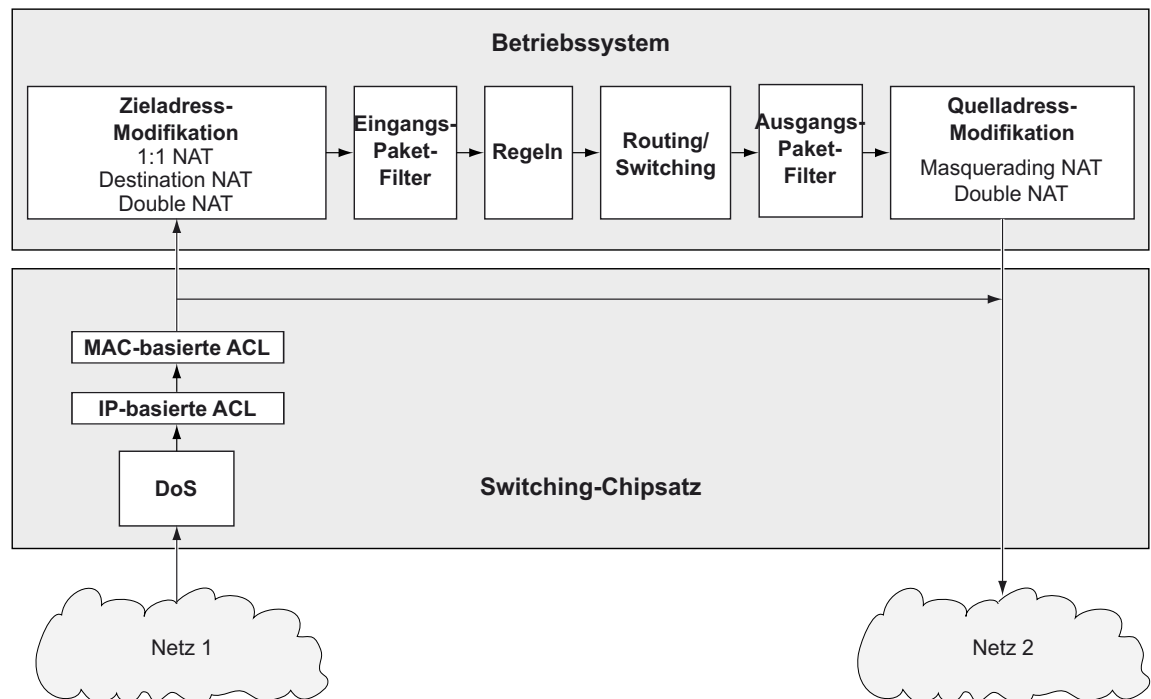 Betriebssystem
Zieladress-
Modifikation
1:1 NAT
Destination NAT
Double NAT
Eingangs-
Paket-
Filter
Regeln
Routing/
Switching
Ausgangs-
Paket-
Filter
Quelladress-
Modifikation
Masquerading NAT
Double NAT
MAC-basierte ACL
IP-basierte ACL
DoS
Switching-Chipsatz
Netz 1
Netz 2